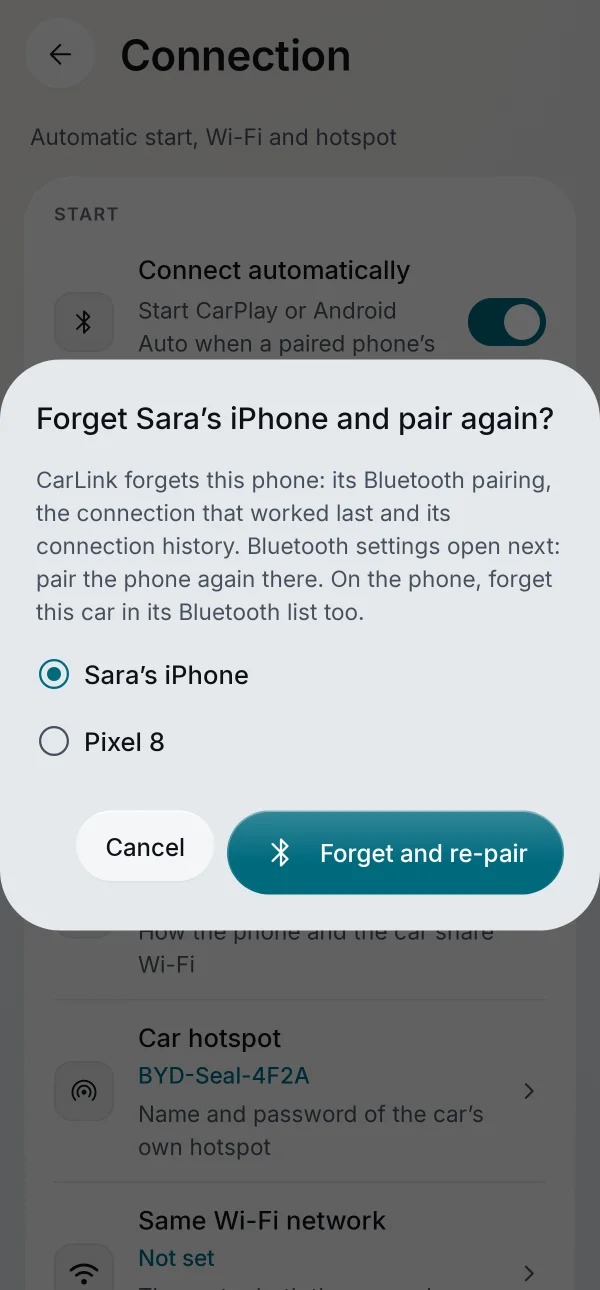 Connection
Automatic start, Wi-Fi and hotspot
START
Connect automatically
Start CarPlay or Android
Auto when a paired phone’s
Forget Sara’s iPhone and pair again?
CarLink forgets this phone: its Bluetooth pairing,
the connection that worked last and its
connection history. Bluetooth settings open next:
pair the phone again there. On the phone, forget
this car in its Bluetooth list too.
Sara’s iPhone
Pixel 8
Cancel
Forget and re-pair
How the phone and the car share
Wi-Fi
Car hotspot
BYD-Seal-4F2A
Name and password of the car’s
own hotspot
Same Wi-Fi network
Not set